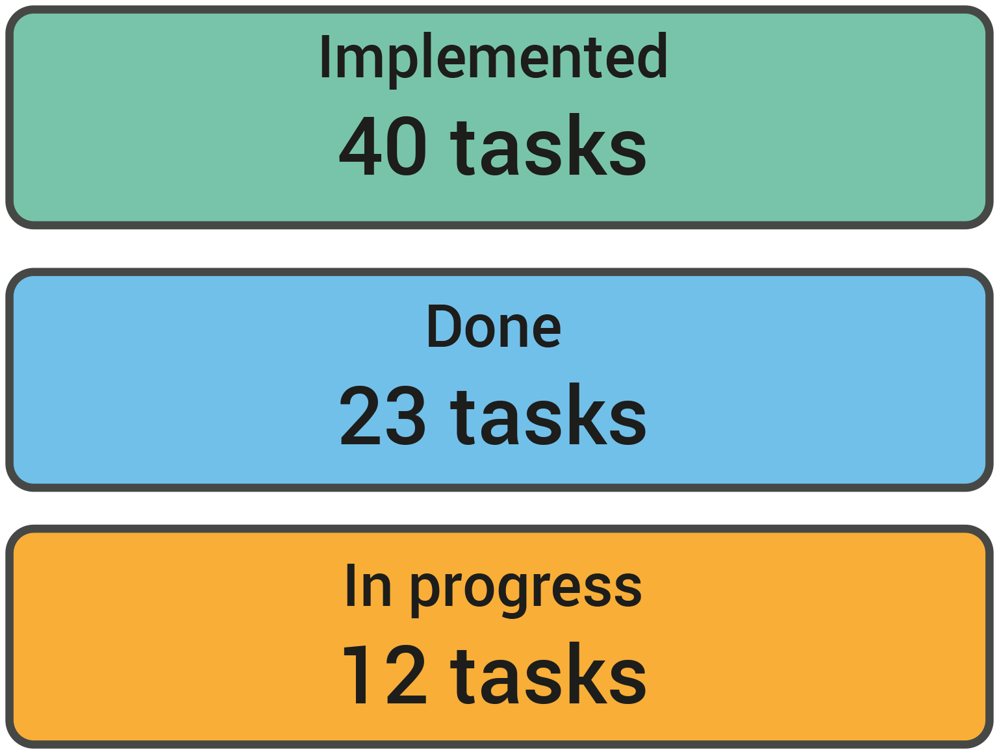 Implemented
40 tasks
Done
23 tasks
In progress
12 tasks